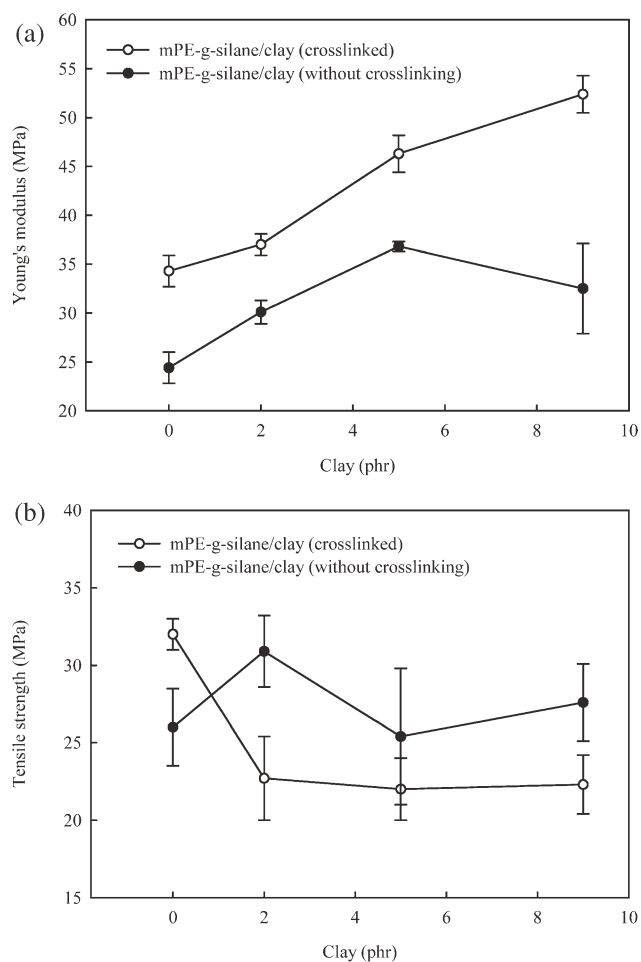 (a)
60
mPE-g-silane/clay (crosslinked)
mPE-g-silane/clay (without crosslinking)
55
50
45
40
35
30
25
20
Young's modulus (MPa)
0 2 4 6 8 10
Clay (phr)
(b)
40
mPE-g-silane/clay (crosslinked)
mPE-g-silane/clay (without crosslinking)
35
30
25
20
15
Tensile strength (MPa)
0 2 4 6 8 10
Clay (phr)